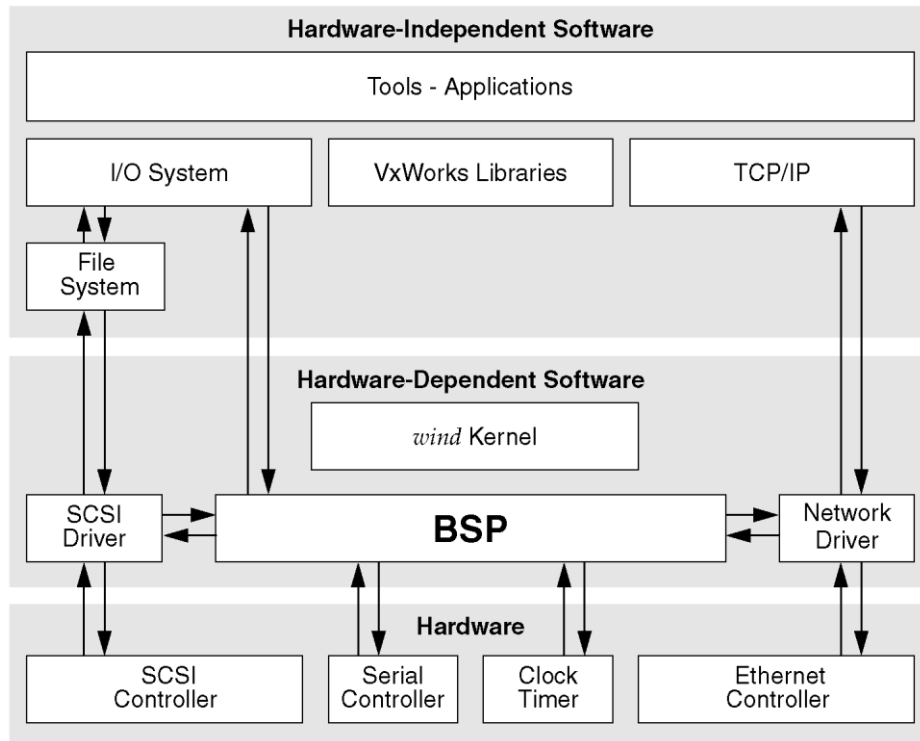 Hardware-Independent Software
Tools - Applications
I/O System
VxWorks Libraries
TCP/IP
File
System
Hardware-Dependent Software
wind Kernel
SCSI
Driver
BSP
Network
Driver
Hardware
SCSI
Controller
Serial
Controller
Clock
Timer
Ethernet
Controller